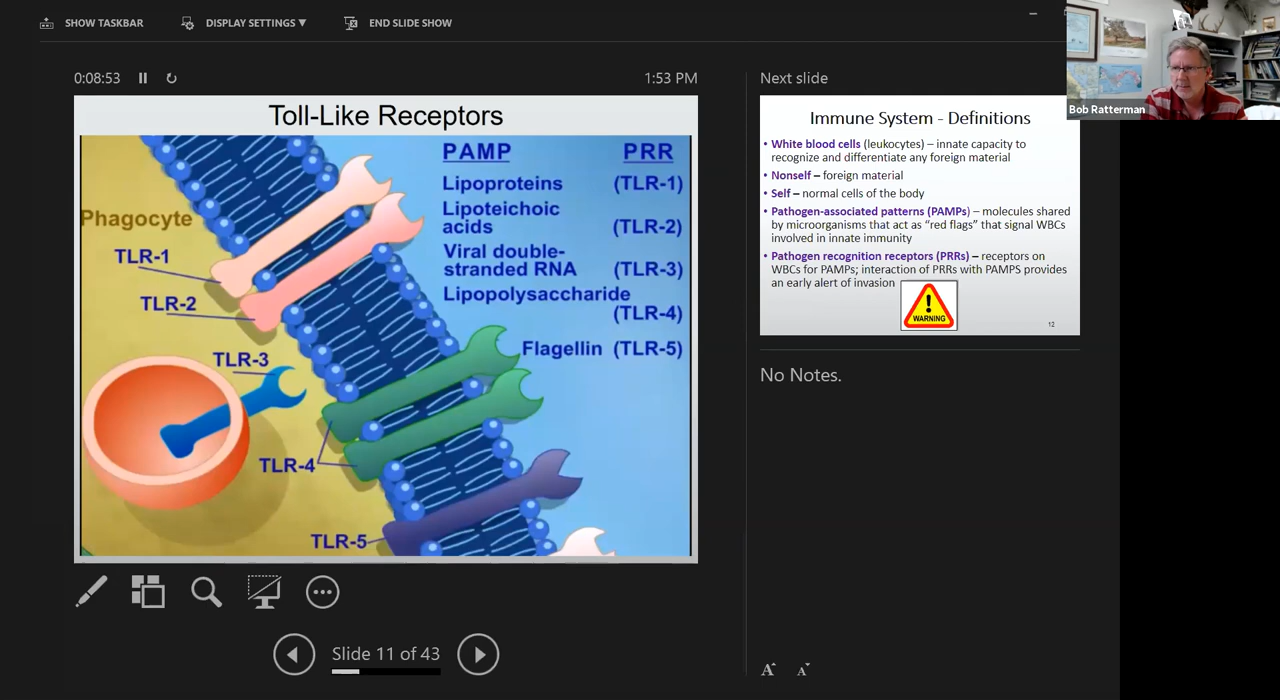 SHOW TASKBAR
DISPLAY SETTINGS ▼
END SLIDE SHOW
0:08:53
1:53 PM
Next slide
Bob Ratterman
Toll-Like Receptors
PAMP PRR
Lipoproteins (TLR-1)
Lipoteichoic
acids (TLR-2)
Viral double-
stranded RNA (TLR-3)
Lipopolysaccharide
(TLR-4)
Flagellin (TLR-5)
Phagocyte
TLR-1
TLR-2
TLR-3
TLR-4
TLR-5
Immune System - Definitions
• White blood cells (leukocytes) – innate capacity to
recognize and differentiate any foreign material
• Nonself – foreign material
• Self – normal cells of the body
• Pathogen-associated patterns (PAMPs) – molecules shared
by microorganisms that act as “red flags” that signal WBCs
involved in innate immunity
• Pathogen recognition receptors (PRRs) – receptors on
WBCs for PAMPs; interaction of PRRs with PAMPS provides
an early alert of invasion
!
WARNING
12
No Notes.
Slide 11 of 43
A A